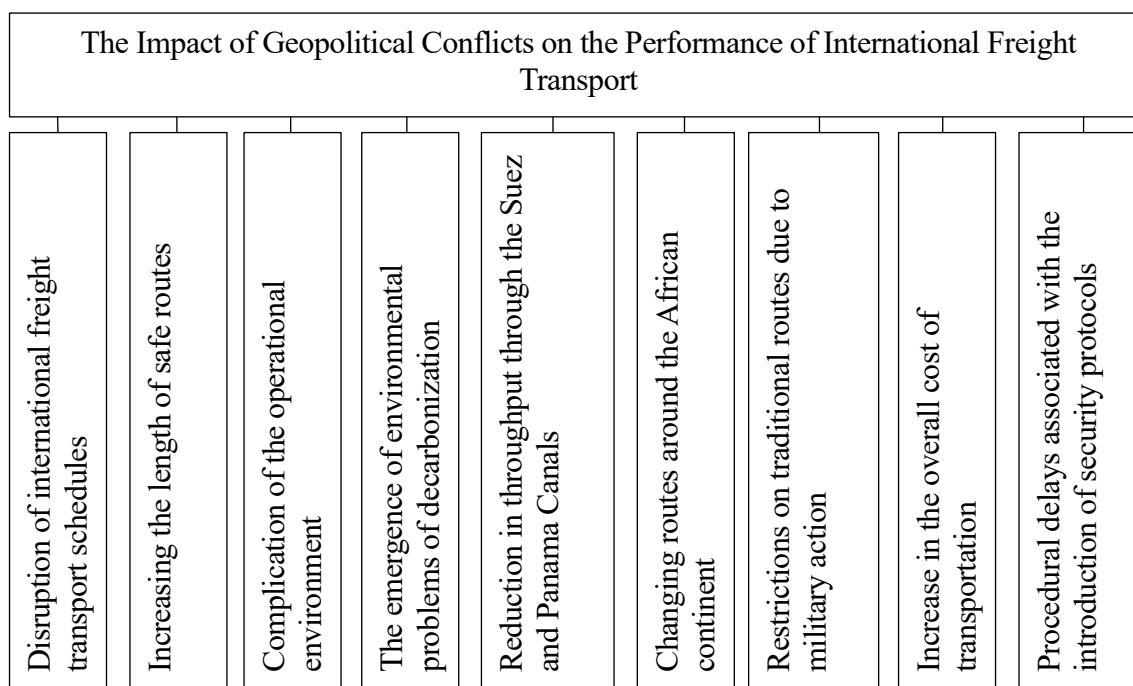 The Impact of Geopolitical Conflicts on the Performance of International Freight
Transport
Disruption of international freight
transport schedules
Increasing the length of safe routes
Complication of the operational
environment
The emergence of environmental
problems of decarbonization
Reduction in throughput through the Suez
and Panama Canals
Changing routes around the African
continent
Restrictions on traditional routes due to
military action
Increase in the overall cost of
transportation
Procedural delays associated with the
introduction of security protocols